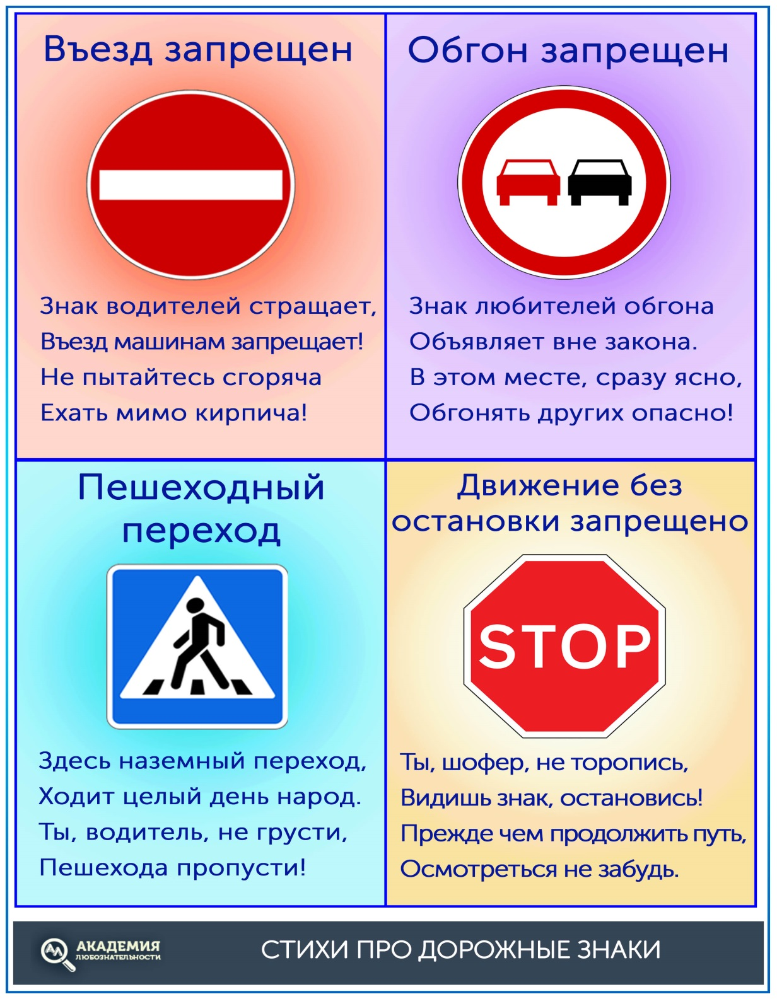 Въезд запрещен
Знак водителей стращает,
Въезд машинам запрещает!
Не пытайтесь сгоряча
Ехать мимо кирпича!
Обгон запрещен
Знак любителей обгона
Объявляет вне закона.
В этом месте, сразу ясно,
Обгонять других опасно!
Пешеходный
переход
Здесь наземный переход,
Ходит целый день народ.
Ты, водитель, не грусти,
Пешехода пропусти!
Движение без
остановки запрещено
STOP
Ты, шофер, не торопись,
Видишь знак, остановись!
Прежде чем продолжить путь,
Осмотреться не забудь.
АЛ
АКАДЕМИЯ
ЛЮБОЗНАТЕЛЬНОСТИ
СТИХИ ПРО ДОРОЖНЫЕ ЗНАКИ